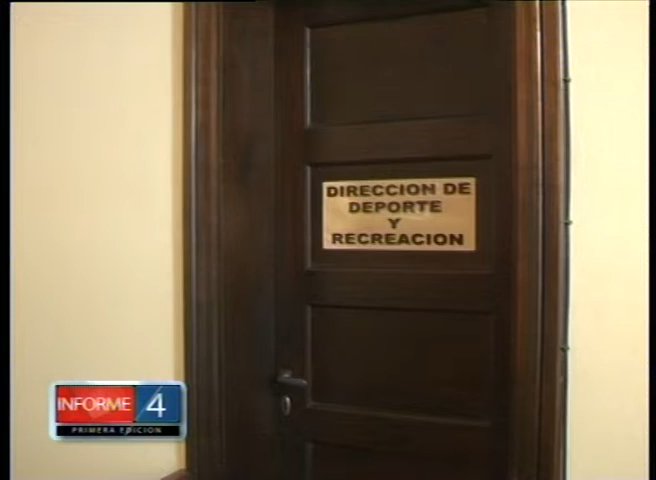 DIRECCION DE
DEPORTE
Y
RECREACION
INFORME 4
PRIMERA EDICION